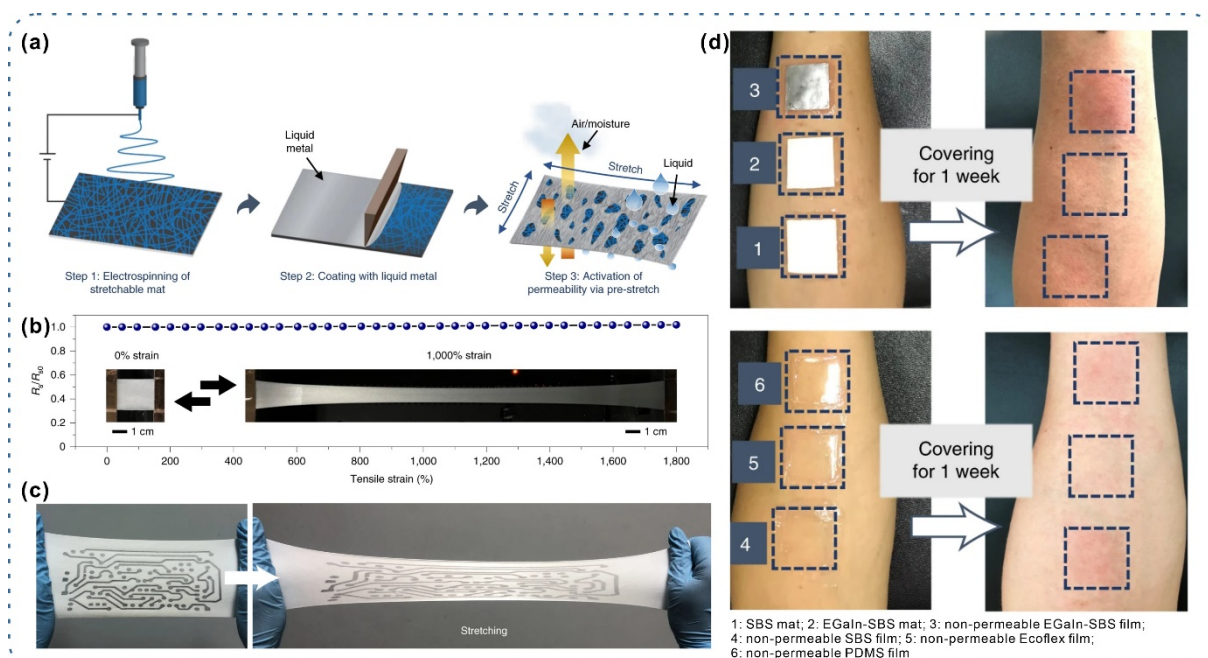 (a)
Liquid
metal
Air/moisture
Stretch
Liquid
Stretch
Step 1: Electrospinning of
stretchable mat
Step 2: Coating with liquid metal
Step 3: Activation of
permeability via pre-stretch
(b)
1.0
0.8
0.6
0.4
0.2
0
Rs/Rs0
0% strain
1,000% strain
1 cm
1 cm
0 200 400 600 800 1,000 1,200 1,400 1,600 1,800
Tensile strain (%)
(c)
Stretching
(d)
3
2
1
Covering
for 1 week
6
5
4
Covering
for 1 week
1: SBS mat; 2: EGaIn-SBS mat; 3: non-permeable EGaIn-SBS film;
4: non-permeable SBS film; 5: non-permeable Ecoflex film;
6: non-permeable PDMS film